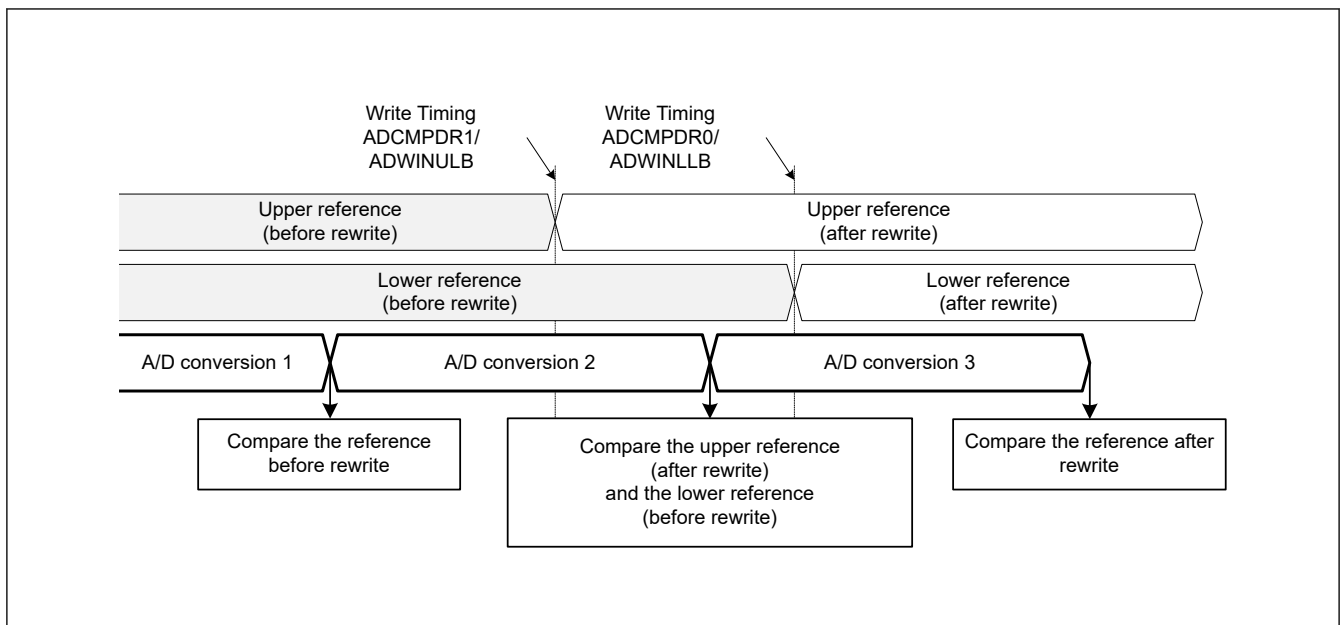 Write Timing
ADCMPDR1/
ADWINULB
Write Timing
ADCMPDR0/
ADWINLLB
Upper reference
(before rewrite)
Upper reference
(after rewrite)
Lower reference
(before rewrite)
Lower reference
(after rewrite)
A/D conversion 1
A/D conversion 2
A/D conversion 3
Compare the reference
before rewrite
Compare the upper reference
(after rewrite)
and the lower reference
(before rewrite)
Compare the reference after
rewrite